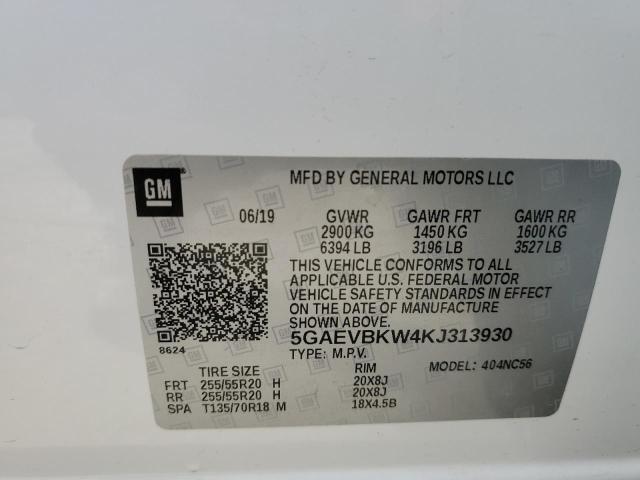 GM
MFD BY GENERAL MOTORS LLC
06/19 GVWR GAWR FRT GAWR RR
2900 KG 1450 KG 1600 KG
6394 LB 3196 LB 3527 LB
THIS VEHICLE CONFORMS TO ALL
APPLICABLE U.S. FEDERAL MOTOR
VEHICLE SAFETY STANDARDS IN EFFECT
ON THE DATE OF MANUFACTURE
SHOWN ABOVE.
8624
5GAEVBKW4KJ313930
TYPE: M.P.V. MODEL: 404NC56
TIRE SIZE RIM
FRT 255/55R20 H 20X8J
RR 255/55R20 H 20X8J
SPA T135/70R18 M 18X4.5B